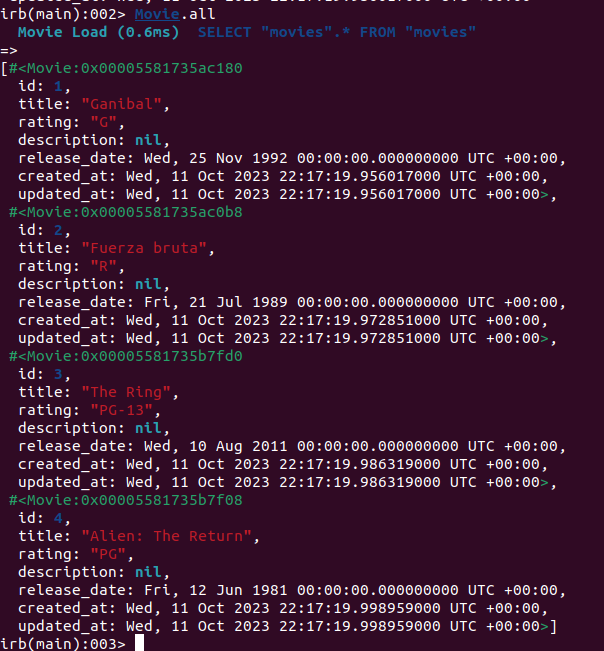 irb(main):002> Movie.all
  Movie Load (0.6ms)  SELECT "movies".* FROM "movies"
=>
[#<Movie:0x00005581735ac180
  id: 1,
  title: "Ganibal",
  rating: "G",
  description: nil,
  release_date: Wed, 25 Nov 1992 00:00:00.000000000 UTC +00:00,
  created_at: Wed, 11 Oct 2023 22:17:19.956017000 UTC +00:00,
  updated_at: Wed, 11 Oct 2023 22:17:19.956017000 UTC +00:00>,
 #<Movie:0x00005581735ac0b8
  id: 2,
  title: "Fuerza bruta",
  rating: "R",
  description: nil,
  release_date: Fri, 21 Jul 1989 00:00:00.000000000 UTC +00:00,
  created_at: Wed, 11 Oct 2023 22:17:19.972851000 UTC +00:00,
  updated_at: Wed, 11 Oct 2023 22:17:19.972851000 UTC +00:00>,
 #<Movie:0x00005581735b7fd0
  id: 3,
  title: "The Ring",
  rating: "PG-13",
  description: nil,
  release_date: Wed, 10 Aug 2011 00:00:00.000000000 UTC +00:00,
  created_at: Wed, 11 Oct 2023 22:17:19.986319000 UTC +00:00,
  updated_at: Wed, 11 Oct 2023 22:17:19.986319000 UTC +00:00>,
 #<Movie:0x00005581735b7f08
  id: 4,
  title: "Alien: The Return",
  rating: "PG",
  description: nil,
  release_date: Fri, 12 Jun 1981 00:00:00.000000000 UTC +00:00,
  created_at: Wed, 11 Oct 2023 22:17:19.998959000 UTC +00:00,
  updated_at: Wed, 11 Oct 2023 22:17:19.998959000 UTC +00:00>]
irb(main):003>